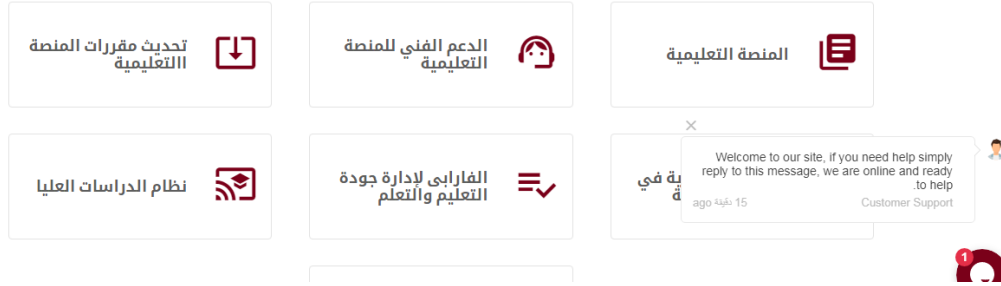 المنصة التعليمية
الدعم الفني للمنصة
التعليمية
تحديث مقررات المنصة
االتعليمية
Welcome to our site, if you need help simply
reply to this message, we are online and ready
to help.
Customer Support
15 دقيقة ago
ية في
ة
الفارابى لإدارة جودة
التعليم والتعلم
نظام الدراسات العليا
1